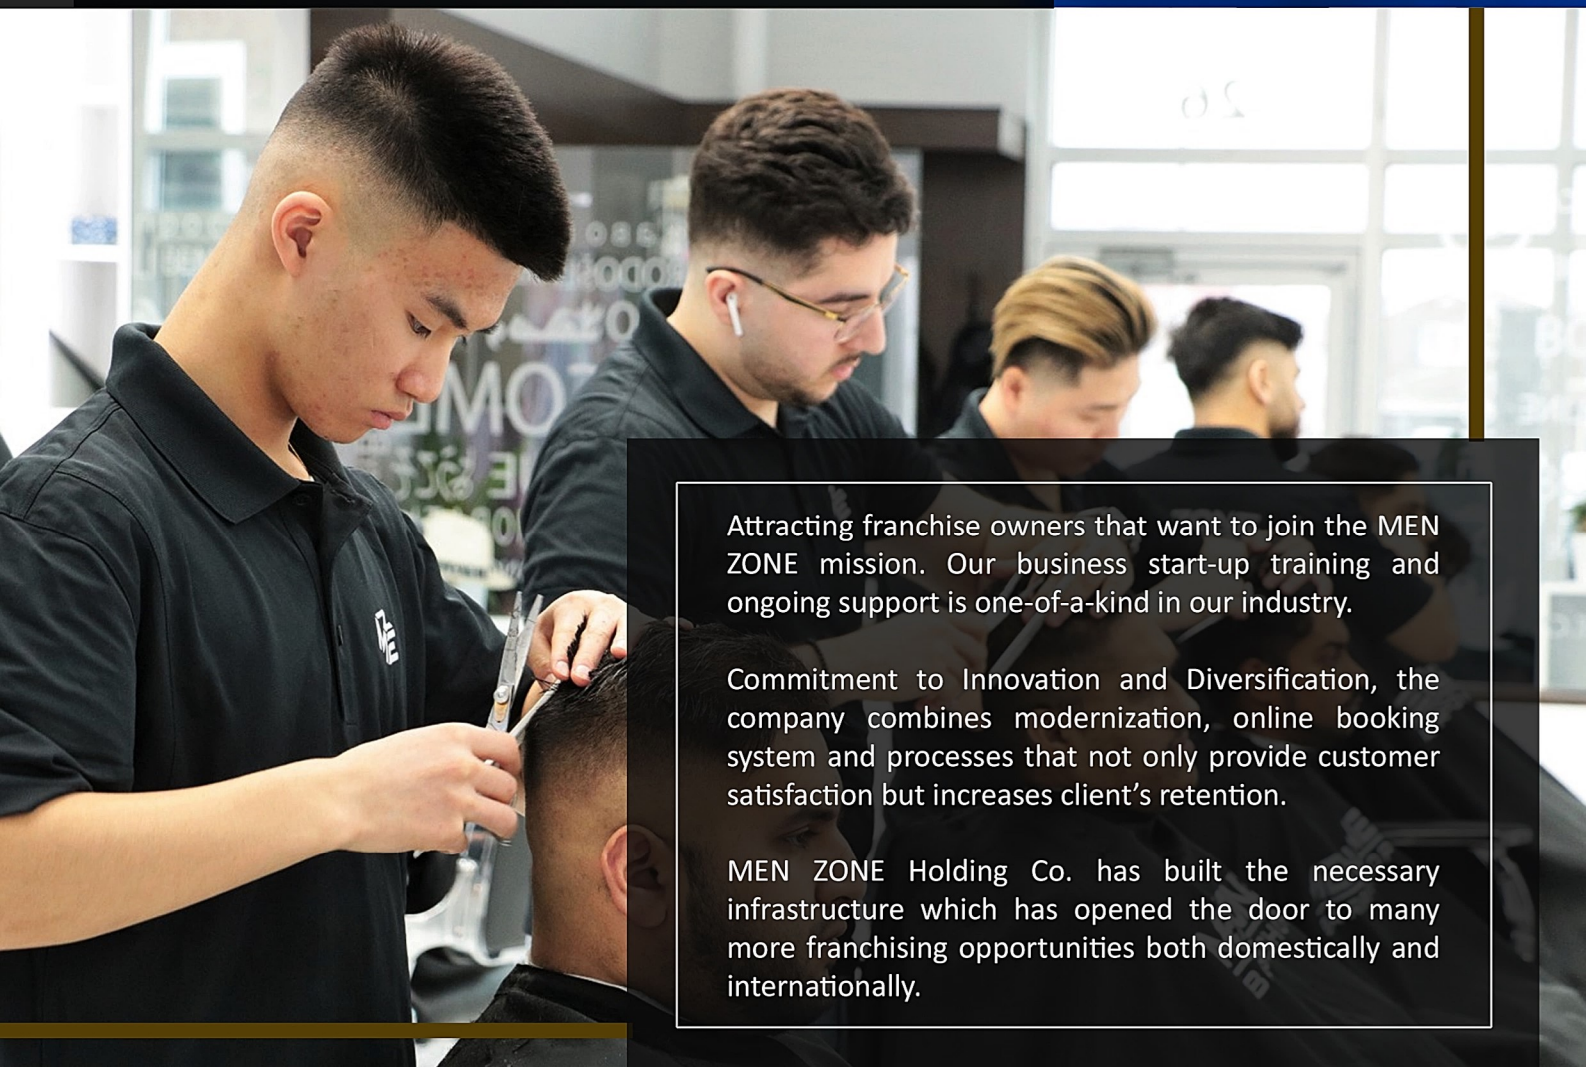 26
Attracting franchise owners that want to join the MEN
ZONE mission. Our business start-up training and
ongoing support is one-of-a-kind in our industry.
Commitment to Innovation and Diversification, the
company combines modernization, online booking
system and processes that not only provide customer
satisfaction but increases client’s retention.
MEN ZONE Holding Co. has built the necessary
infrastructure which has opened the door to many
more franchising opportunities both domestically and
internationally.